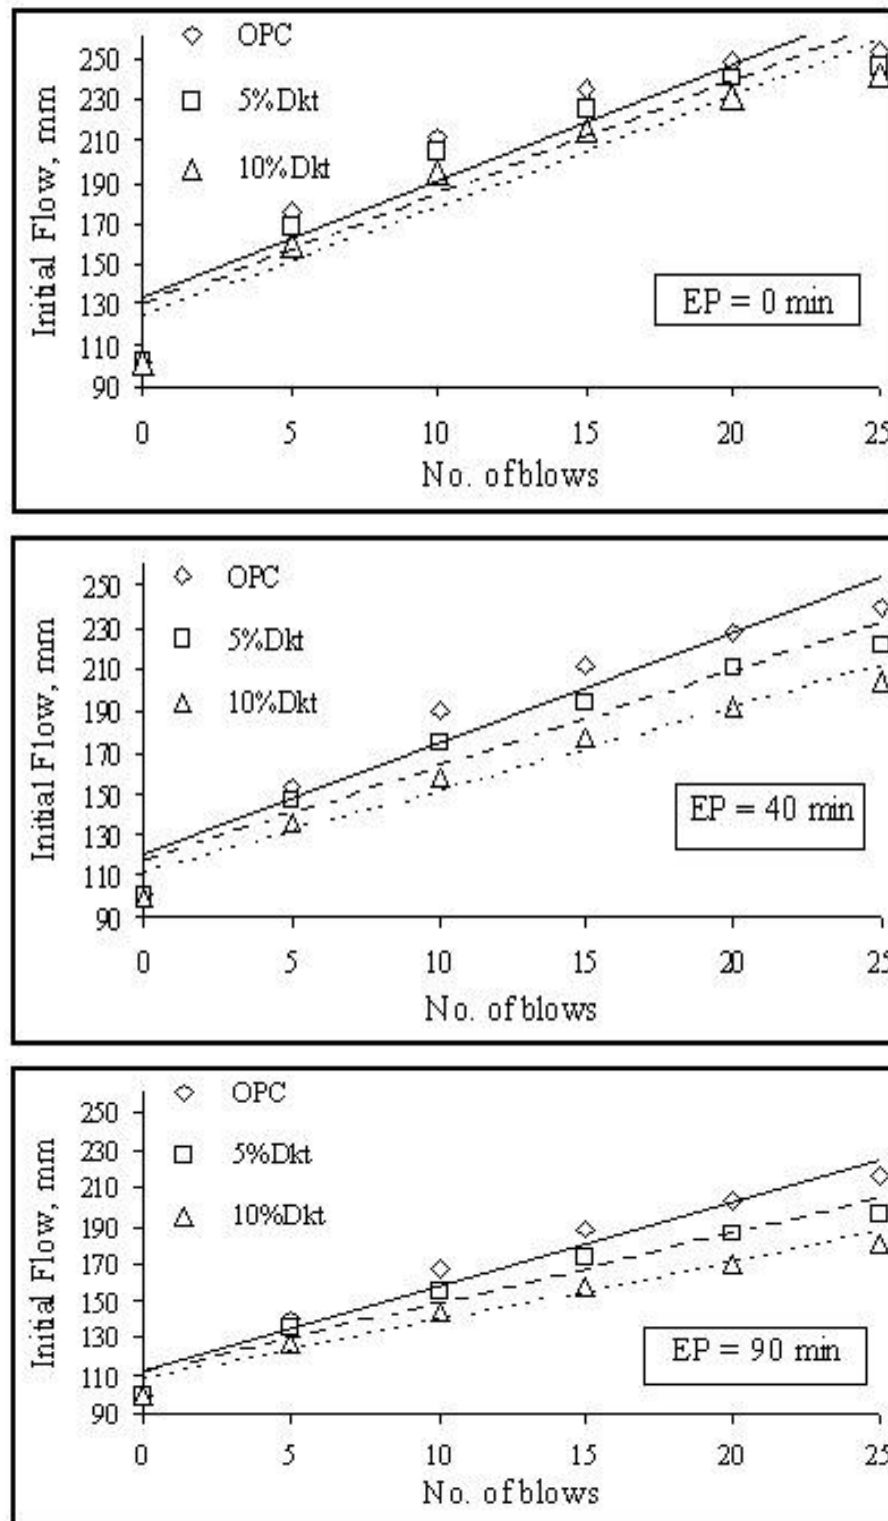 OPC
5%Dkt
10%Dkt
Initial Flow, mm
250
230
210
190
170
150
130
110
90
EP = 0 min
0 5 10 15 20 25
No. of blows
OPC
5%Dkt
10%Dkt
Initial Flow, mm
250
230
210
190
170
150
130
110
90
EP = 40 min
0 5 10 15 20 25
No. of blows
OPC
5%Dkt
10%Dkt
Initial Flow, mm
250
230
210
190
170
150
130
110
90
EP = 90 min
0 5 10 15 20 25
No. of blows